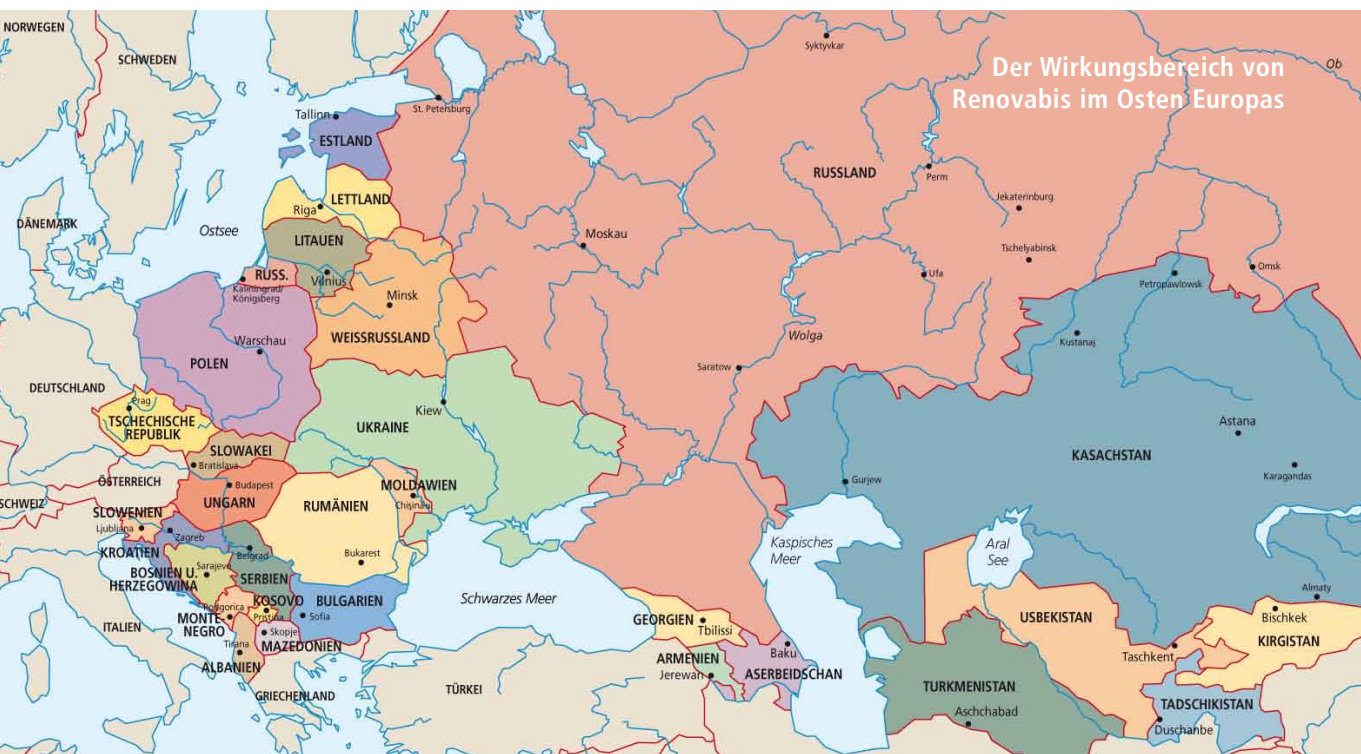 NORWEGEN
SCHWEDEN
Syktyvkar
Der Wirkungsbereich von
Renovabis im Osten Europas
Ob
St. Petersburg
Tallinn
ESTLAND
RUSSLAND
Perm
LETTLAND
Riga
Jekaterinburg
DÄNEMARK
Ostsee
Moskau
LITAUEN
Tschelyabinsk
Omsk
RUSS.
Vilnius
Ufa
Kaliningrad/
Königsberg
Petropawlowsk
Minsk
WEISSRUSSLAND
Wolga
Kustanaj
Warschau
POLEN
Saratow
DEUTSCHLAND
Prag
Kiew
TSCHECHISCHE
REPUBLIK
UKRAINE
Astana
SLOWAKEI
KASACHSTAN
Bratislava
Karagandas
ÖSTERREICH
Budapest
MOLDAWIEN
Gurjew
SCHWEIZ
UNGARN
RUMÄNIEN
Chişinău
SLOWENIEN
Ljubljana
Zagreb
KROATIEN
Belgrad
Bukarest
Kaspisches
Meer
Aral
See
BOSNIEN U.
HERZEGOWINA
Sarajevo
SERBIEN
Almaty
KOSOVO
BULGARIEN
Schwarzes Meer
Podgorica
Pristina
Sofia
GEORGIEN
Tbilissi
USBEKISTAN
Bischkek
MONTE-
NEGRO
ITALIEN
Skopje
MAZEDONIEN
KIRGISTAN
Tirana
ALBANIEN
ARMENIEN
Jerewan
Baku
ASERBEIDSCHAN
Taschkent
GRIECHENLAND
TÜRKEI
TURKMENISTAN
Aschchabad
TADSCHIKISTAN
Duschanbe